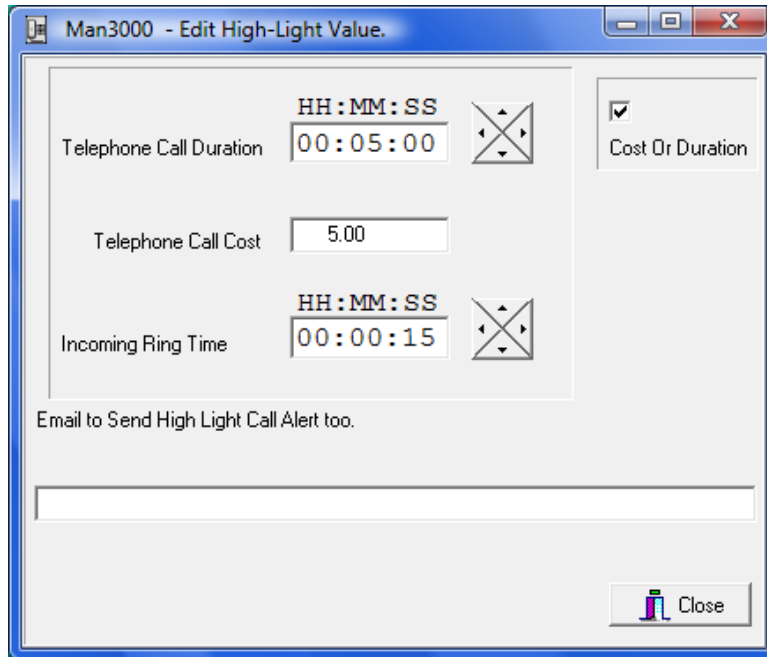 Man3000 - Edit High-Light Value.
HH:MM:SS
Telephone Call Duration 00:05:00
Cost Or Duration
Telephone Call Cost 5.00
HH:MM:SS
Incoming Ring Time 00:00:15
Email to Send High Light Call Alert too.
Close